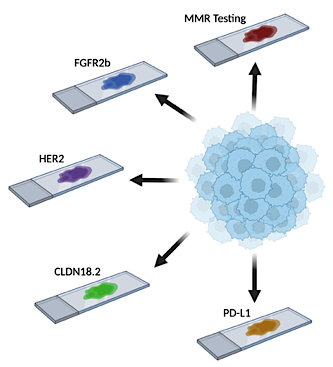 MMR Testing
FGFR2b
HER2
CLDN18.2
PD-L1